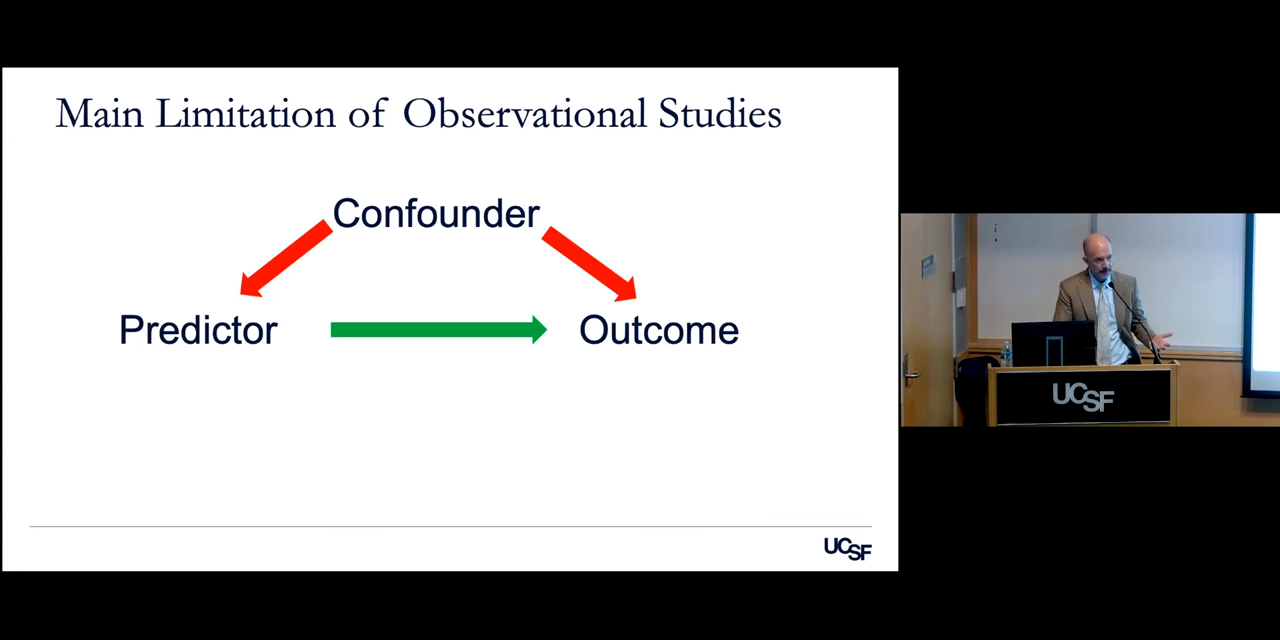 Main Limitation of Observational Studies
Confounder
Predictor
Outcome
UCSF
UCSF